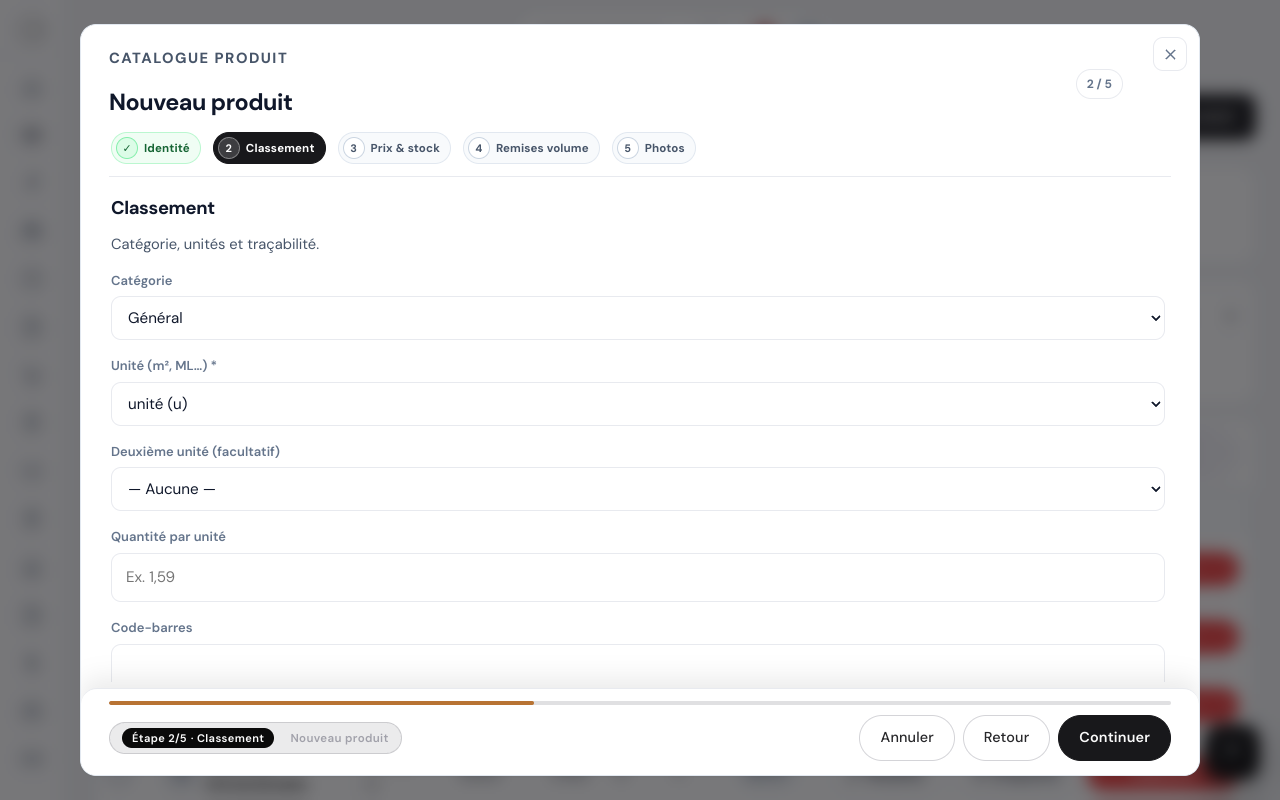 CATALOGUE PRODUIT
2 / 5
Nouveau produit
✓ Identité
2 Classement
3 Prix & stock
4 Remises volume
5 Photos
Classement
Catégorie, unités et traçabilité.
Catégorie
Général
Unité (m², ML…) *
unité (u)
Deuxième unité (facultatif)
— Aucune —
Quantité par unité
Ex. 1,59
Code-barres
Étape 2/5 · Classement
Nouveau produit
Annuler
Retour
Continuer